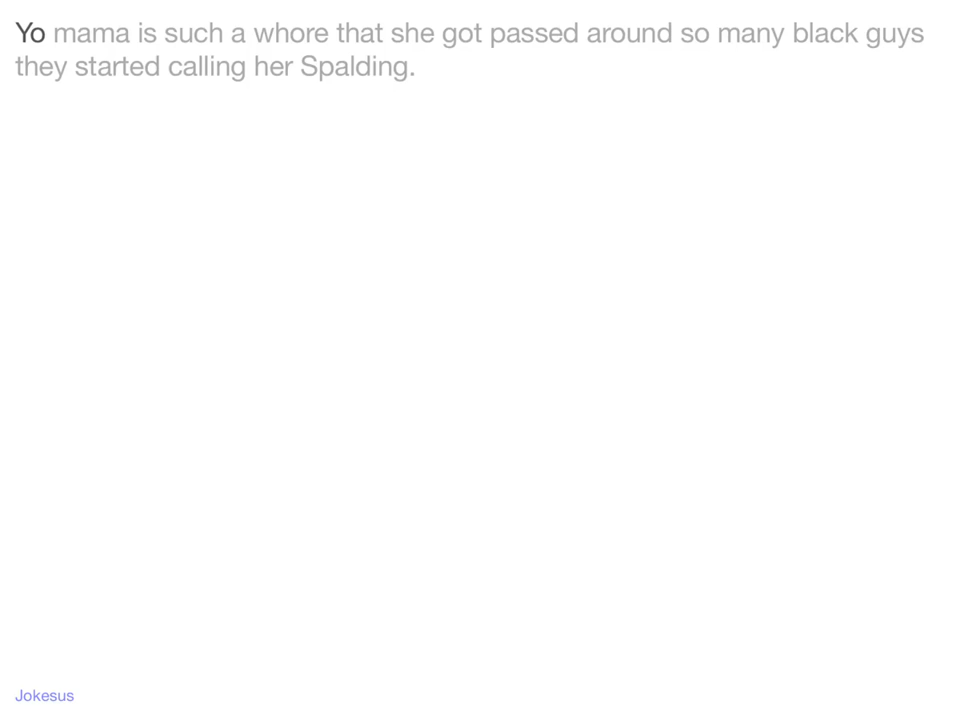 Yo mama is such a whore that she got passed around so many black guys
they started calling her Spalding.
Jokesus